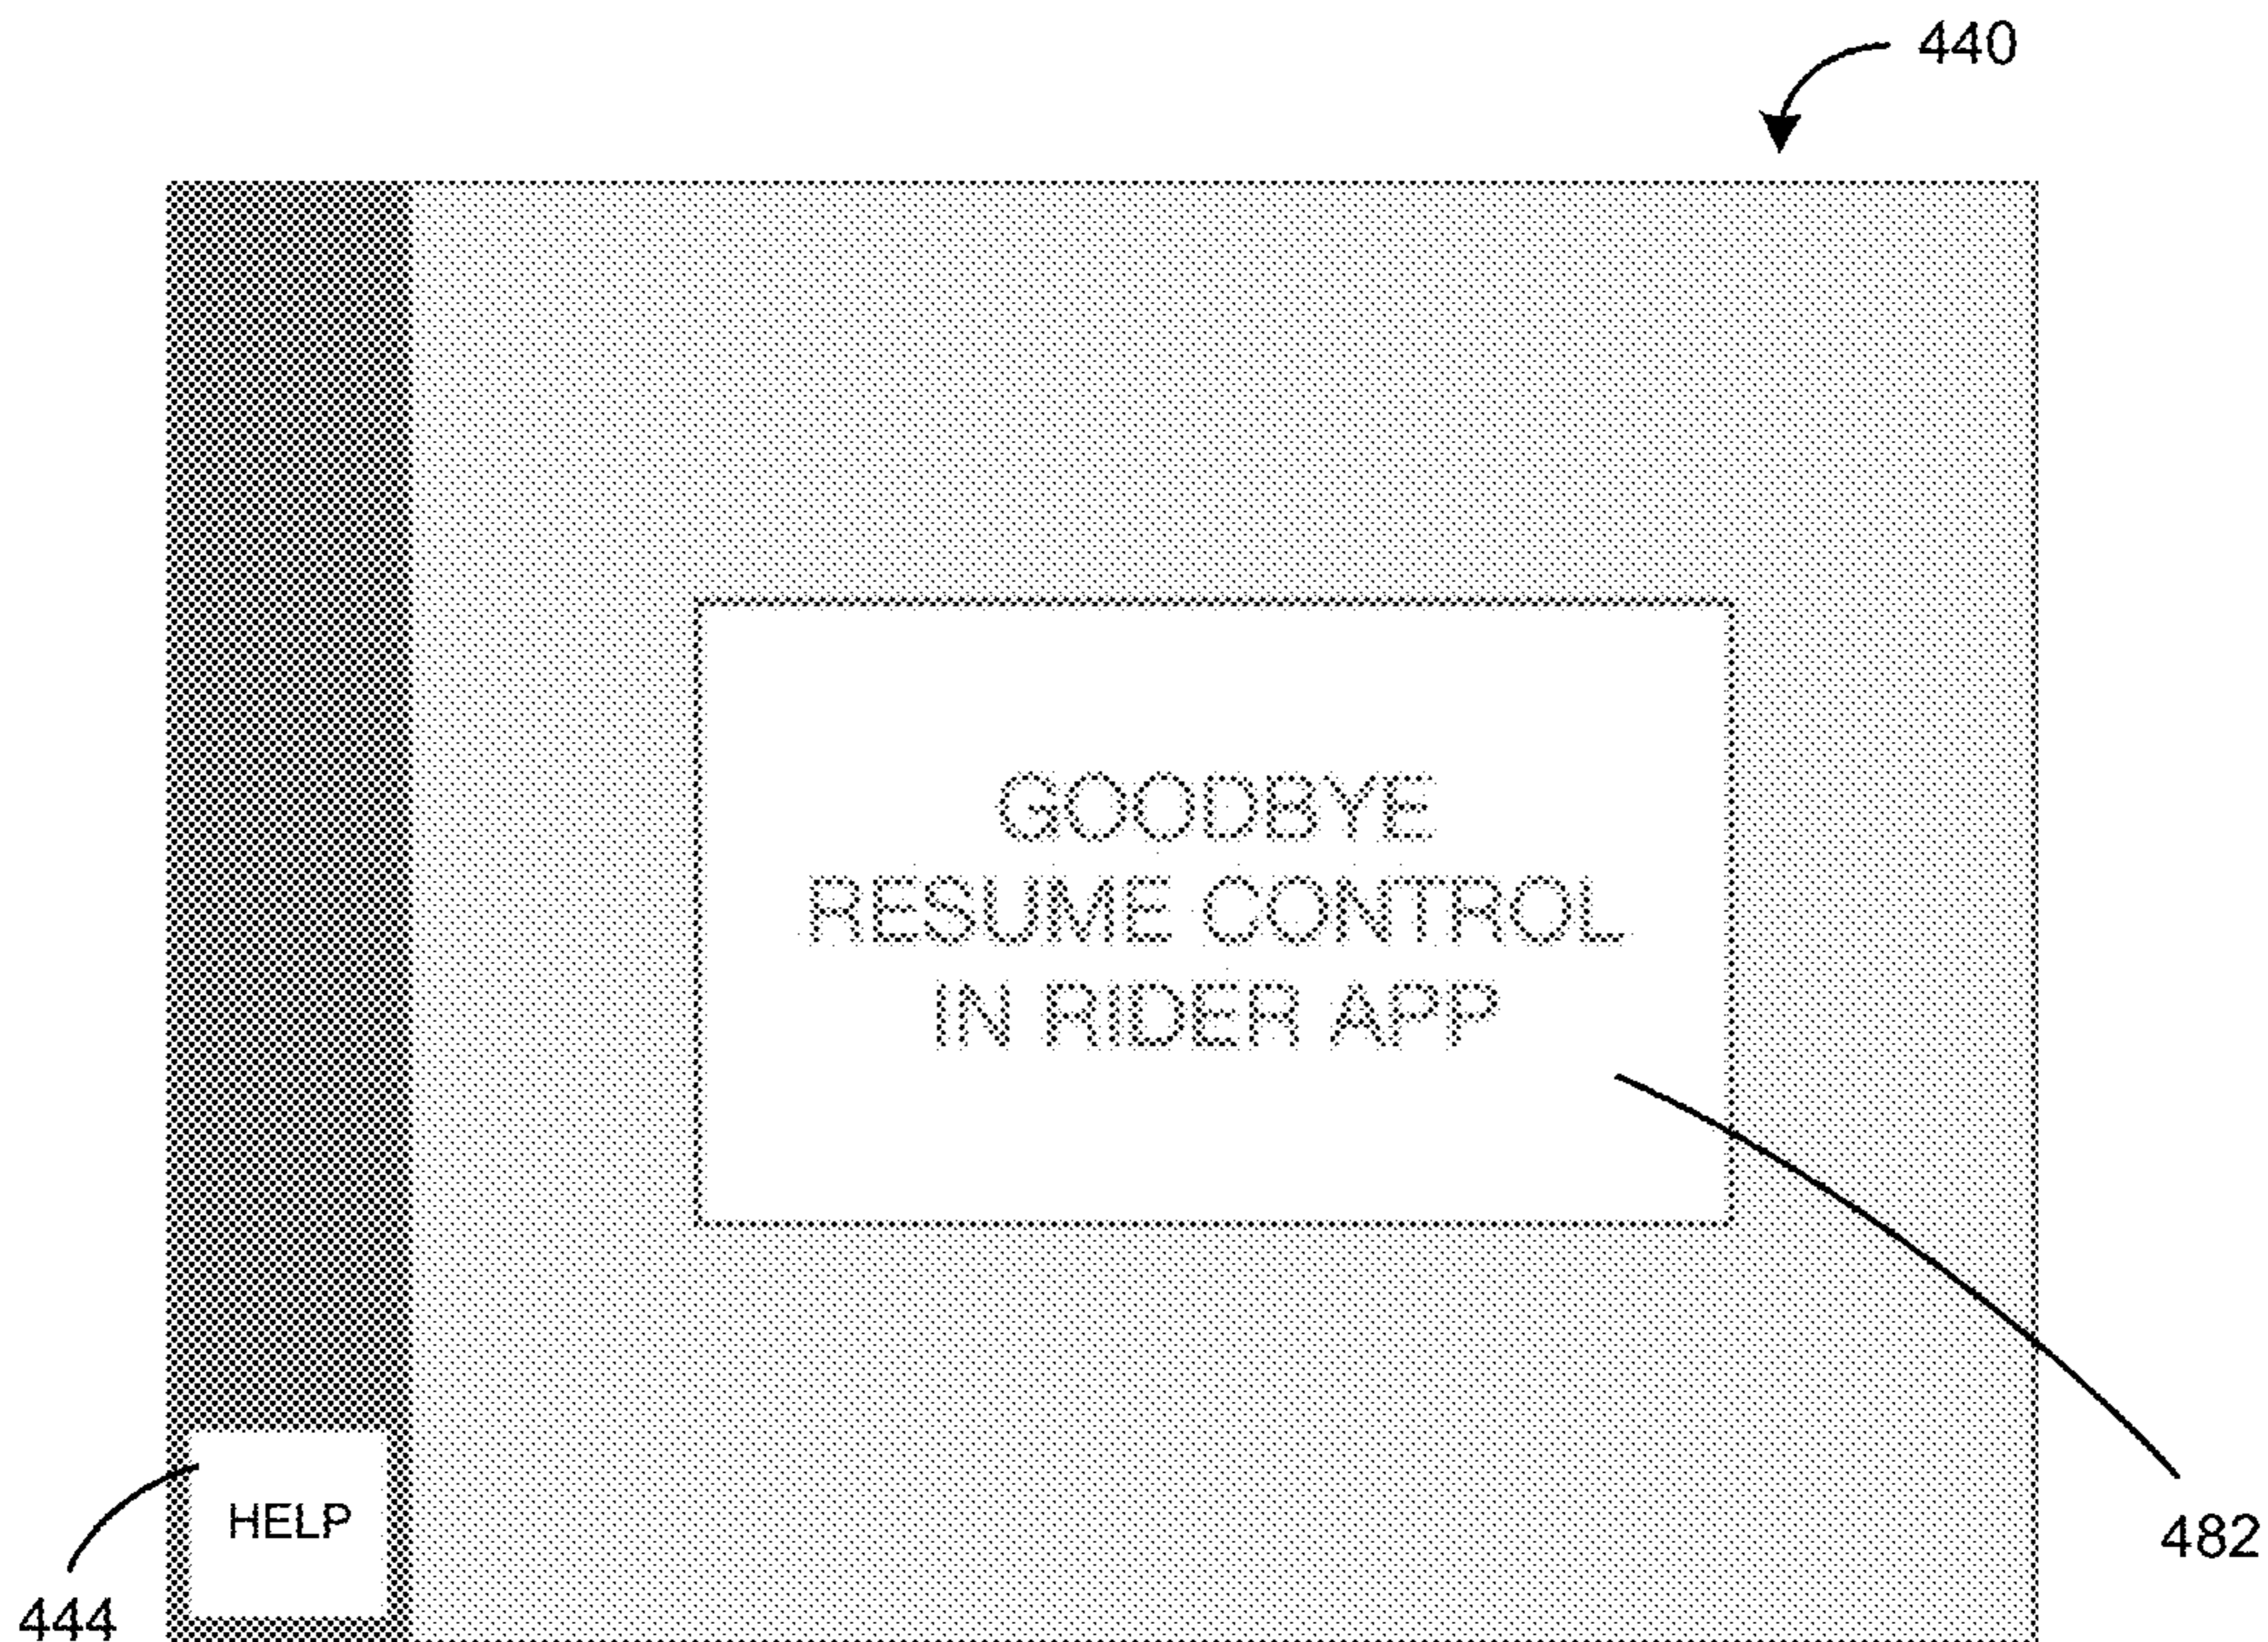 440
GOODBYE
RESUME CONTROL
IN RIDER APP
HELP
482
444